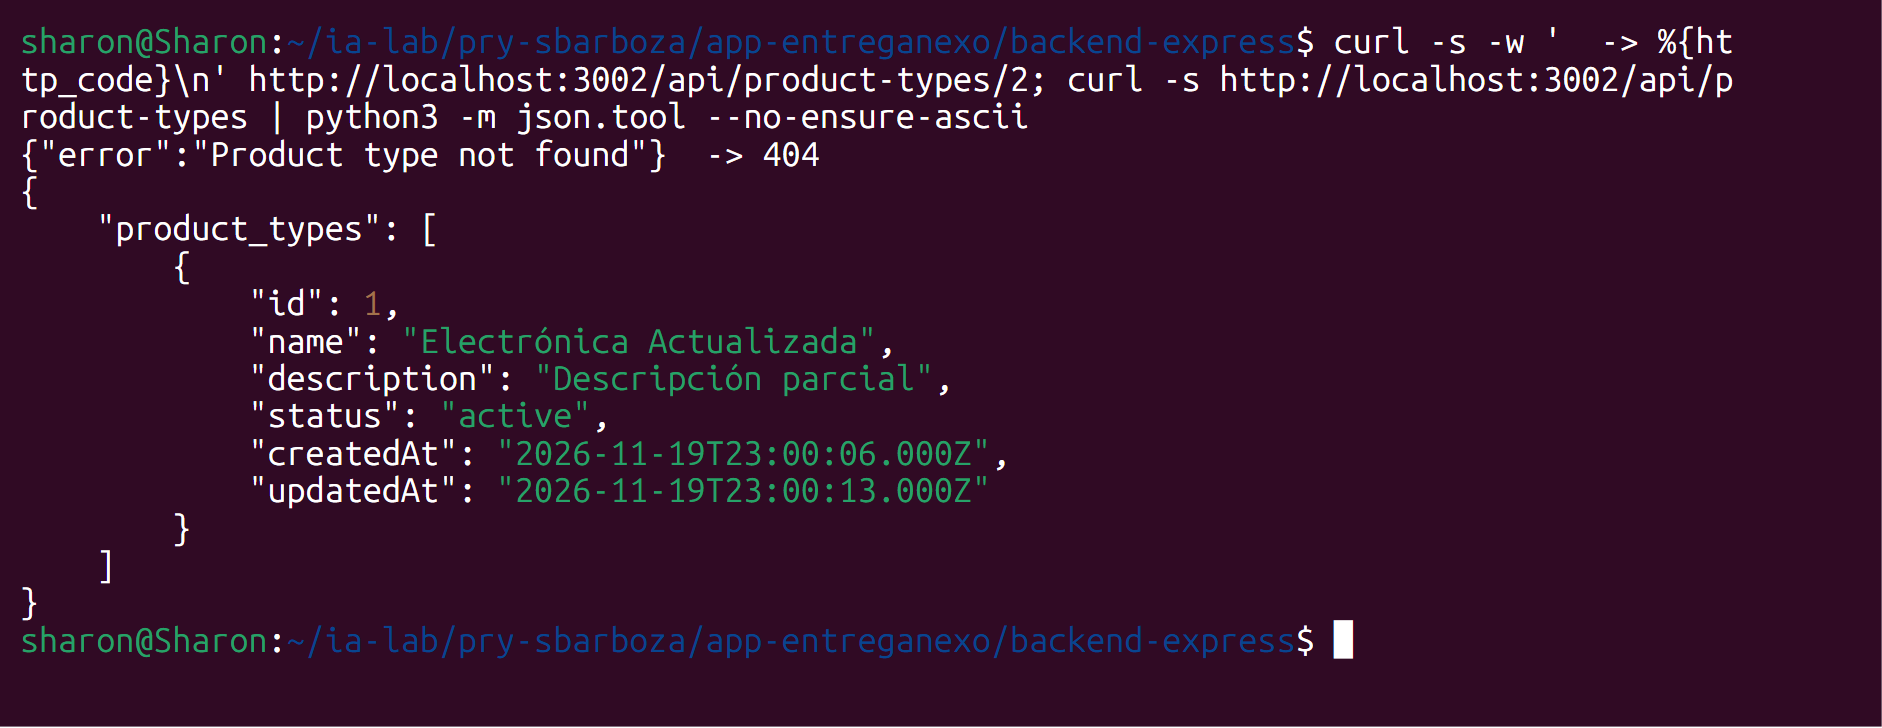 sharon@Sharon:~/ia-lab/pry-sbarboza/app-entreganexo/backend-express$ curl -s -w '  -> %{ht
tp_code}\n' http://localhost:3002/api/product-types/2; curl -s http://localhost:3002/api/p
roduct-types | python3 -m json.tool --no-ensure-ascii
{"error":"Product type not found"}  -> 404
{
    "product_types": [
        {
            "id": 1,
            "name": "Electrónica Actualizada",
            "description": "Descripción parcial",
            "status": "active",
            "createdAt": "2026-11-19T23:00:06.000Z",
            "updatedAt": "2026-11-19T23:00:13.000Z"
        }
    ]
}
sharon@Sharon:~/ia-lab/pry-sbarboza/app-entreganexo/backend-express$